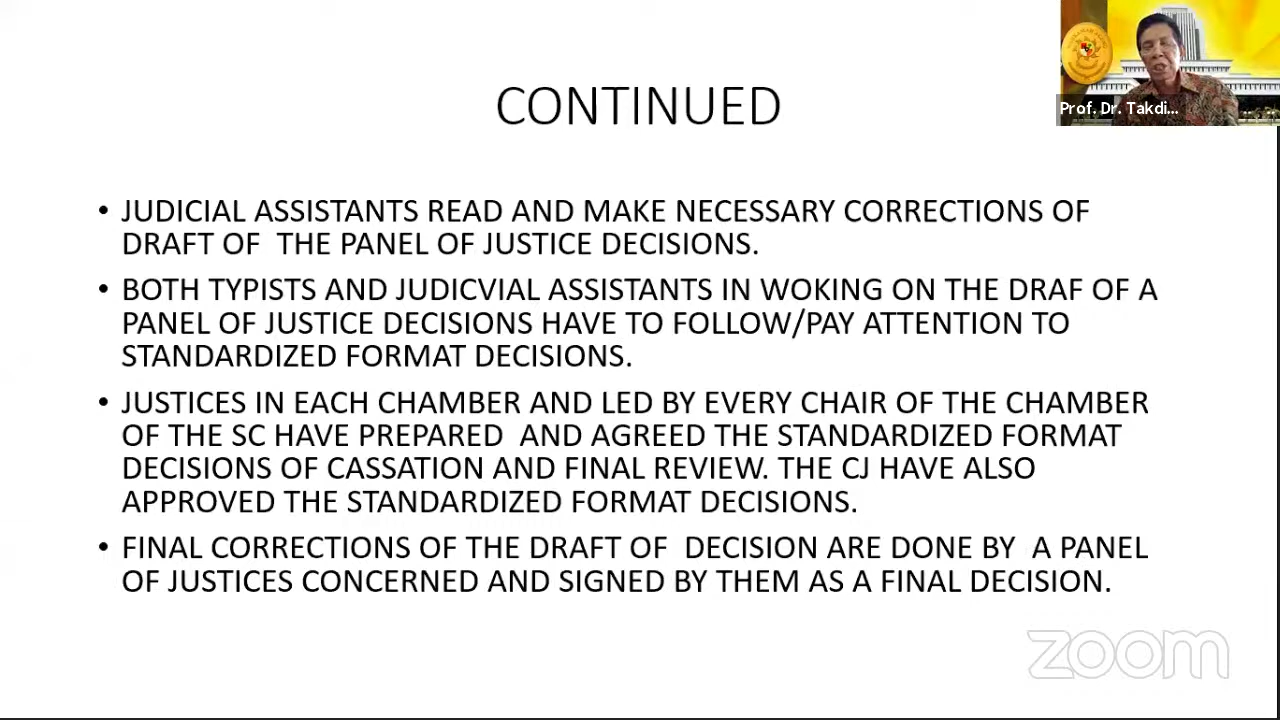 CONTINUED
Prof. Dr. Takdi...
• JUDICIAL ASSISTANTS READ AND MAKE NECESSARY CORRECTIONS OF
DRAFT OF THE PANEL OF JUSTICE DECISIONS.
• BOTH TYPISTS AND JUDICVIAL ASSISTANTS IN WOKING ON THE DRAF OF A
PANEL OF JUSTICE DECISIONS HAVE TO FOLLOW/PAY ATTENTION TO
STANDARDIZED FORMAT DECISIONS.
• JUSTICES IN EACH CHAMBER AND LED BY EVERY CHAIR OF THE CHAMBER
OF THE SC HAVE PREPARED AND AGREED THE STANDARDIZED FORMAT
DECISIONS OF CASSATION AND FINAL REVIEW. THE CJ HAVE ALSO
APPROVED THE STANDARDIZED FORMAT DECISIONS.
• FINAL CORRECTIONS OF THE DRAFT OF DECISION ARE DONE BY A PANEL
OF JUSTICES CONCERNED AND SIGNED BY THEM AS A FINAL DECISION.
zoom